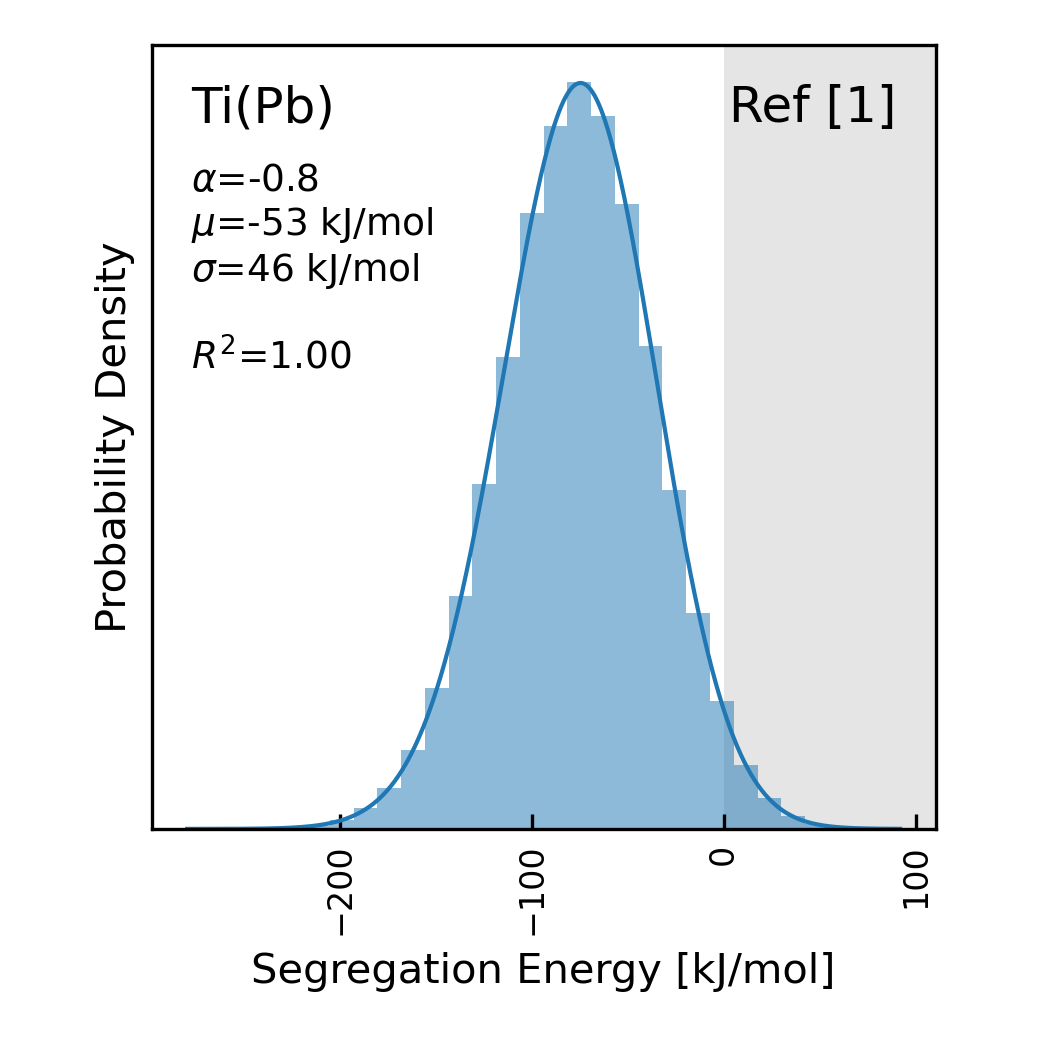 Ti(Pb)
Ref [1]
α=-0.8
μ=-53 kJ/mol
σ=46 kJ/mol
R²=1.00
Probability Density
−200
−100
0
100
Segregation Energy [kJ/mol]